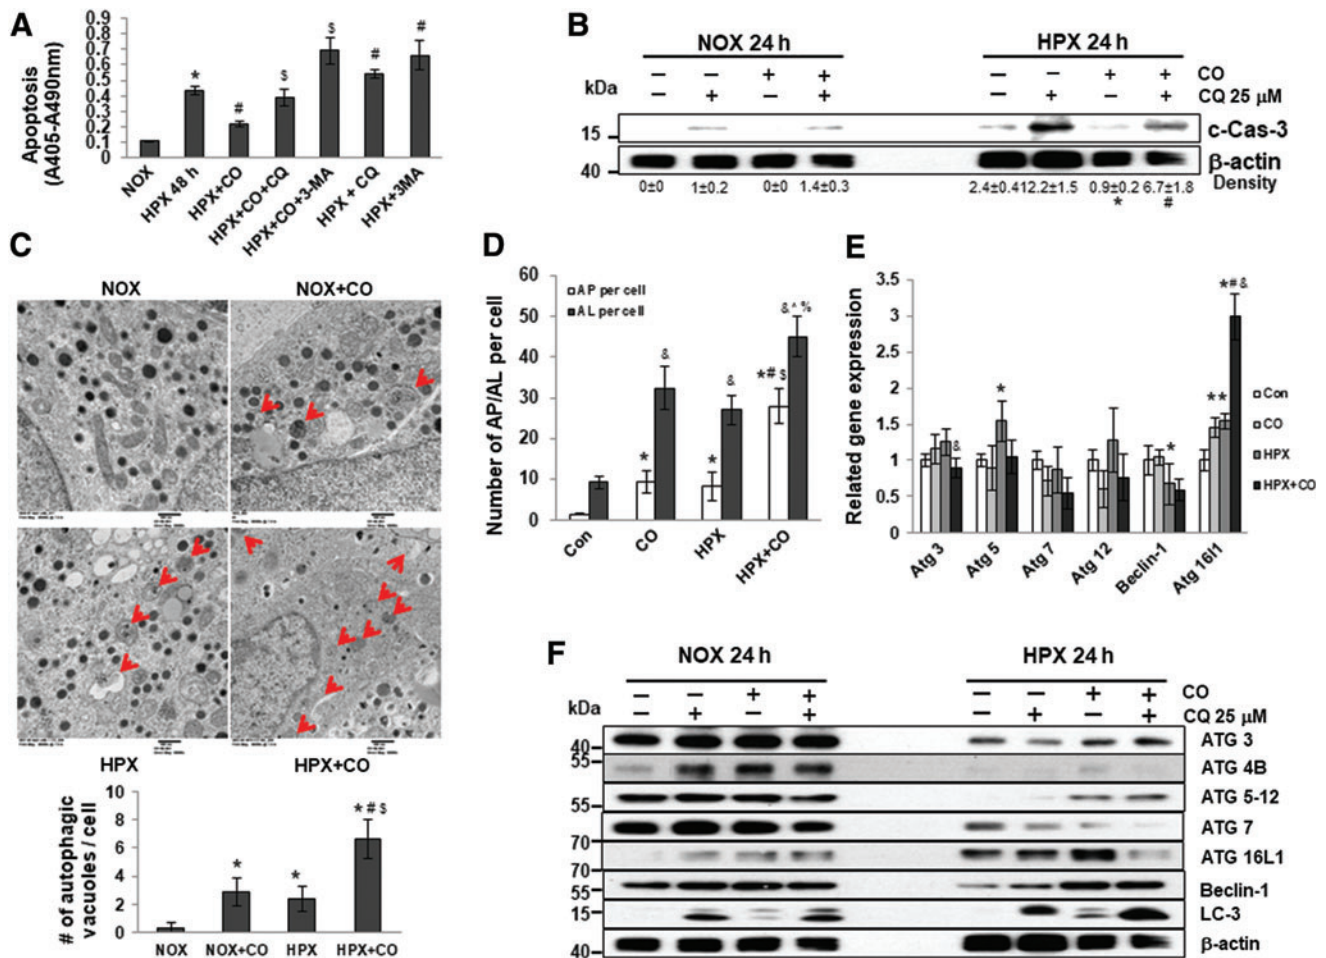 A
Apoptosis
(A405-A490nm)
0.9
0.8
0.7
0.6
0.5
0.4
0.3
0.2
0.1
0
*
#
$
$
#
#
NOX
HPX 48 h
HPX+CO
HPX+CO+CQ
HPX+CO+3-MA
HPX + CQ
HPX+3MA
B
NOX 24 h
HPX 24 h
kDa
− − + + − − + + CO
− + − + − + − + CQ 25 µM
15
c-Cas-3
40
β-actin
0±0 1±0.2 0±0 1.4±0.3 2.4±0.412.2±1.5 0.9±0.2 6.7±1.8 Density
* #
C
NOX
NOX+CO
HPX
HPX+CO
# of autophagic
vacuoles / cell
10
8
6
4
2
0
*
*
* # $
NOX
NOX+CO
HPX
HPX+CO
D
Number of AP/AL per cell
60
50
40
30
20
10
0
AP per cell
AL per cell
*
&
*
&
*# $
& ^ %
Con
CO
HPX
HPX+CO
E
Related gene expression
3.5
3
2.5
2
1.5
1
0.5
0
&
*
*
**
*# &
Con
CO
HPX
HPX+CO
Atg 3
Atg 5
Atg 7
Atg 12
Beclin-1
Atg 16l1
F
NOX 24 h
HPX 24 h
kDa
− − + + − − + + CO
− + − + − + − + CQ 25 µM
40
ATG 3
55
ATG 4B
55
ATG 5-12
70
ATG 7
70
ATG 16L1
55
Beclin-1
15
LC-3
40
β-actin